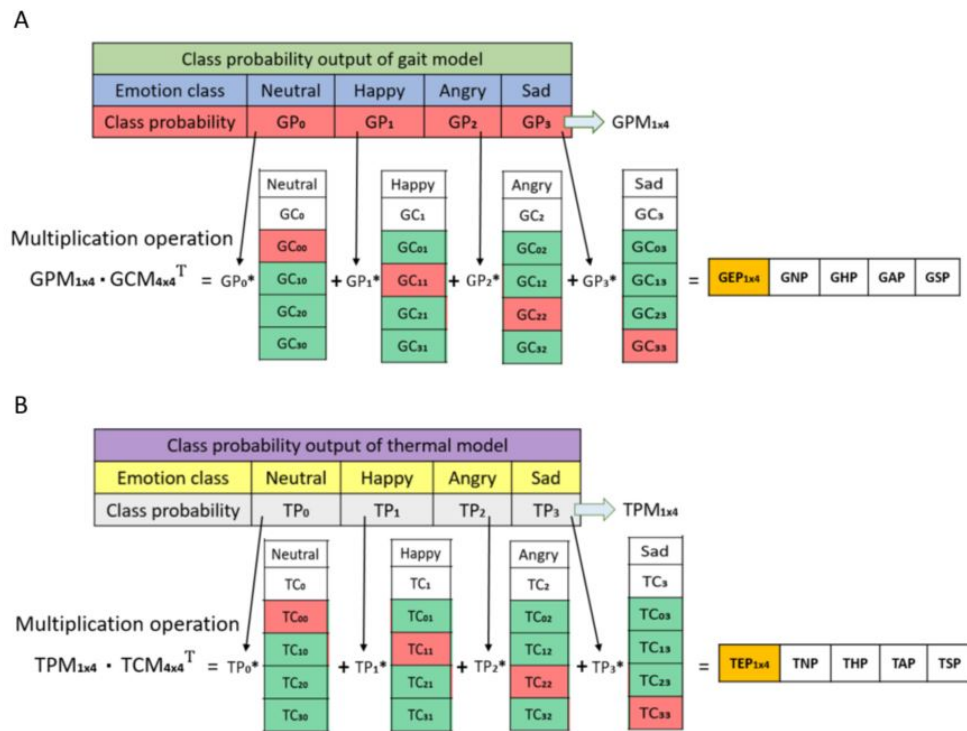 A
Class probability output of gait model
Emotion class Neutral Happy Angry Sad
Class probability GP₀ GP₁ GP₂ GP₃ GPM₁ₓ₄
Neutral Happy Angry Sad
GC₀ GC₁ GC₂ GC₃
Multiplication operation
GC₀₀ GC₀₁ GC₀₂ GC₀₃
GPM₁ₓ₄ · GCM₄ₓ₄ᵀ = GP₀* + GP₁* + GP₂* + GP₃* = GEP₁ₓ₄ GNP GHP GAP GSP
GC₁₀ GC₁₁ GC₁₂ GC₁₃
GC₂₀ GC₂₁ GC₂₂ GC₂₃
GC₃₀ GC₃₁ GC₃₂ GC₃₃
B
Class probability output of thermal model
Emotion class Neutral Happy Angry Sad
Class probability TP₀ TP₁ TP₂ TP₃ TPM₁ₓ₄
Neutral Happy Angry Sad
TC₀ TC₁ TC₂ TC₃
Multiplication operation
TC₀₀ TC₀₁ TC₀₂ TC₀₃
TPM₁ₓ₄ · TCM₄ₓ₄ᵀ = TP₀* + TP₁* + TP₂* + TP₃* = TEP₁ₓ₄ TNP THP TAP TSP
TC₁₀ TC₁₁ TC₁₂ TC₁₃
TC₂₀ TC₂₁ TC₂₂ TC₂₃
TC₃₀ TC₃₁ TC₃₂ TC₃₃